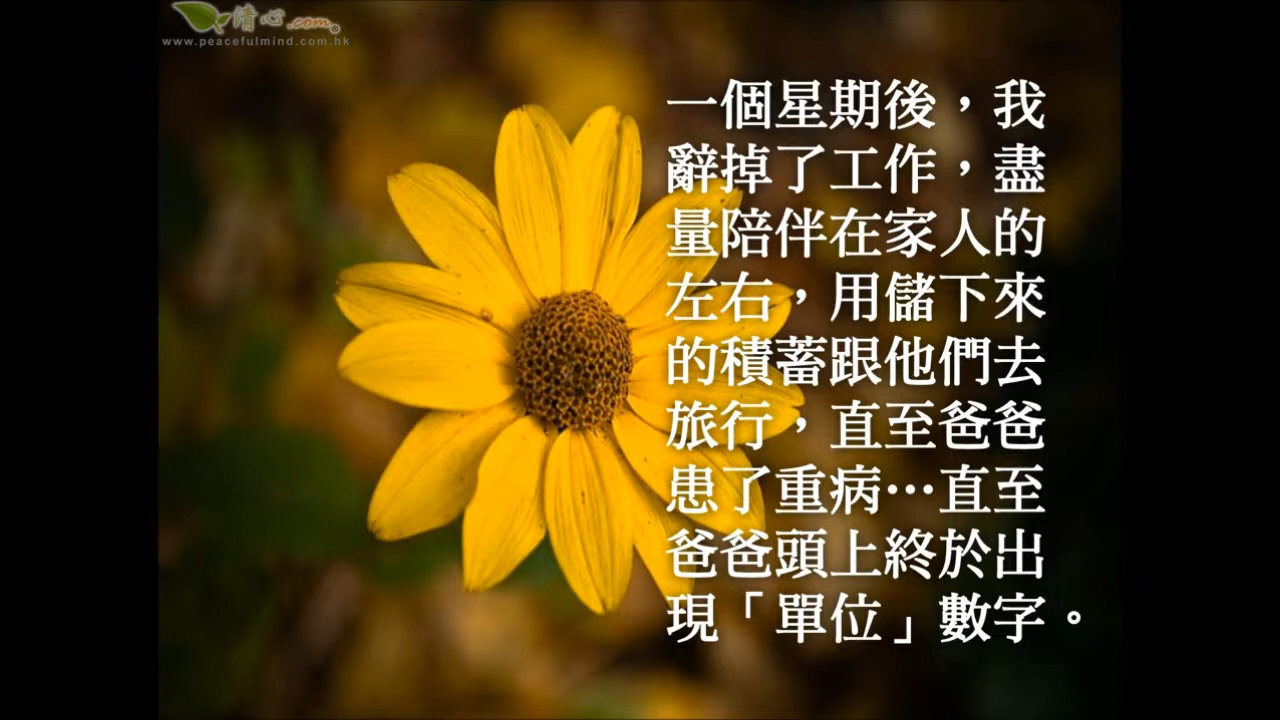 清心.com
www.peacefulmind.com.hk
一個星期後，我
辭掉了工作，盡
量陪伴在家人的
左右，用儲下來
的積蓄跟他們去
旅行，直至爸爸
患了重病…直至
爸爸頭上終於出
現「單位」數字。